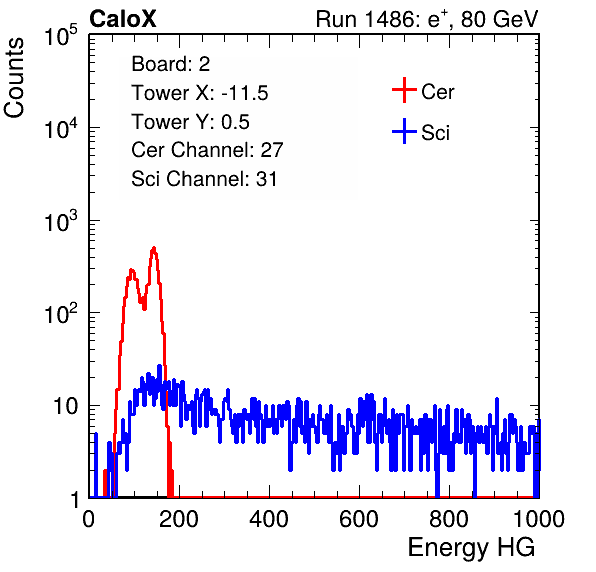 CaloX Run 1486: e⁺, 80 GeV
Counts
Board: 2
Tower X: -11.5
Tower Y: 0.5
Cer Channel: 27
Sci Channel: 31
Cer
Sci
10⁵
10⁴
10³
10²
10
1
0 200 400 600 800 1000
Energy HG